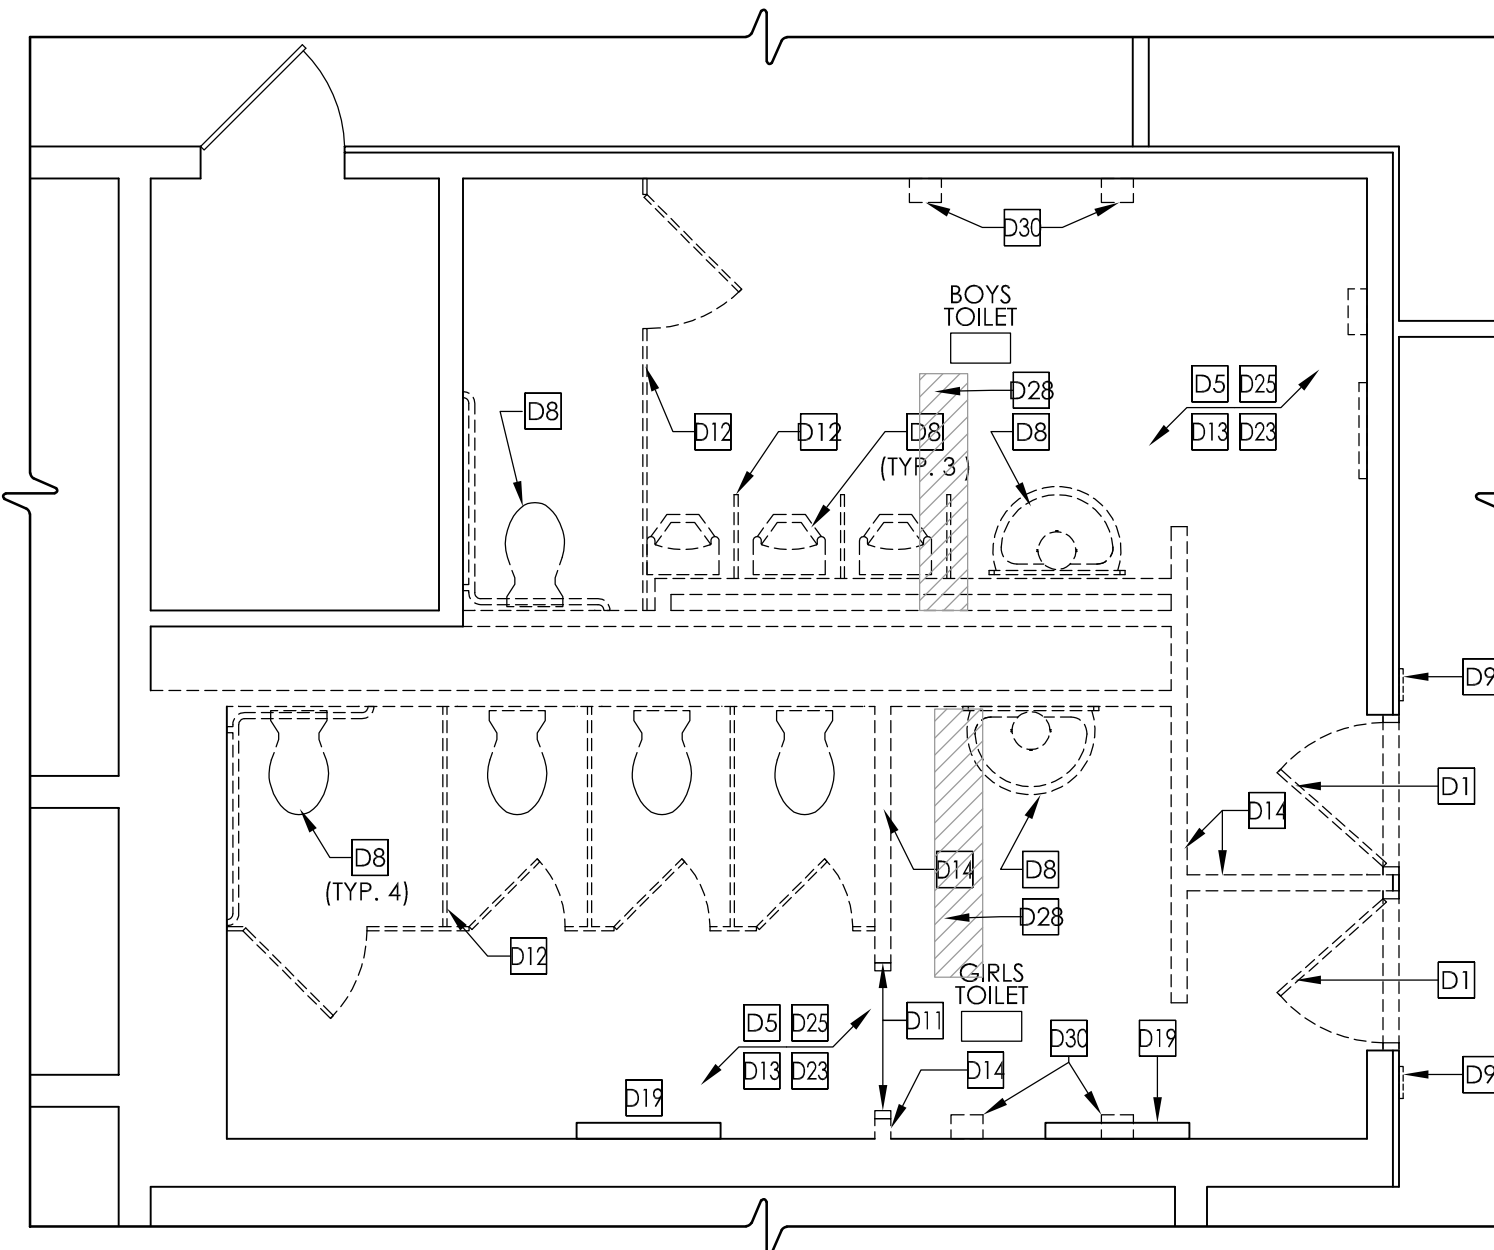 D30
BOYS
TOILET
D5 D25
D28
D8
D12
D12
D8
D8
D13 D23
(TYP. 3 )
D9
D1
D14
D8
D14
D8
(TYP. 4)
D28
D12
GIRLS
TOILET
D1
D5 D25
D11
D30
D19
D13 D23
D14
D9
D19